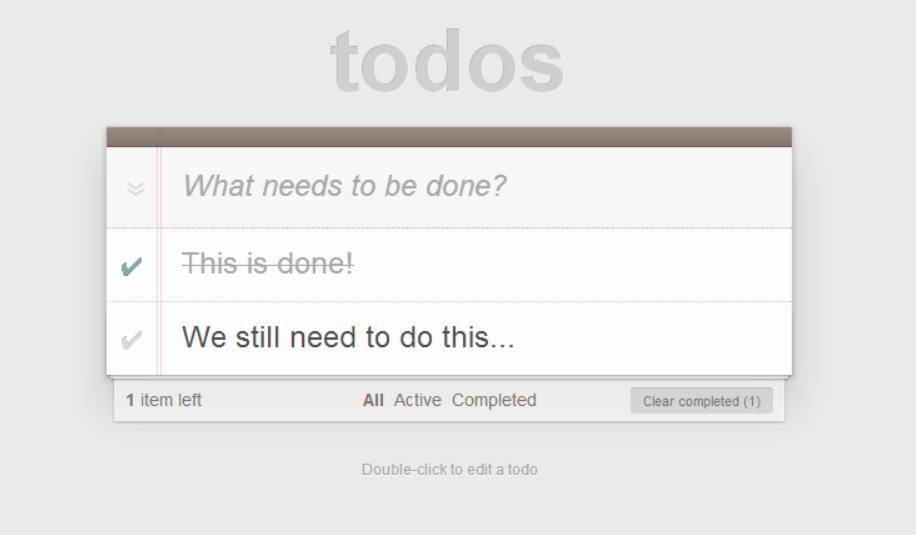 todos
What needs to be done?
This is done!
We still need to do this...
1 item left All Active Completed Clear completed (1)
Double-click to edit a todo